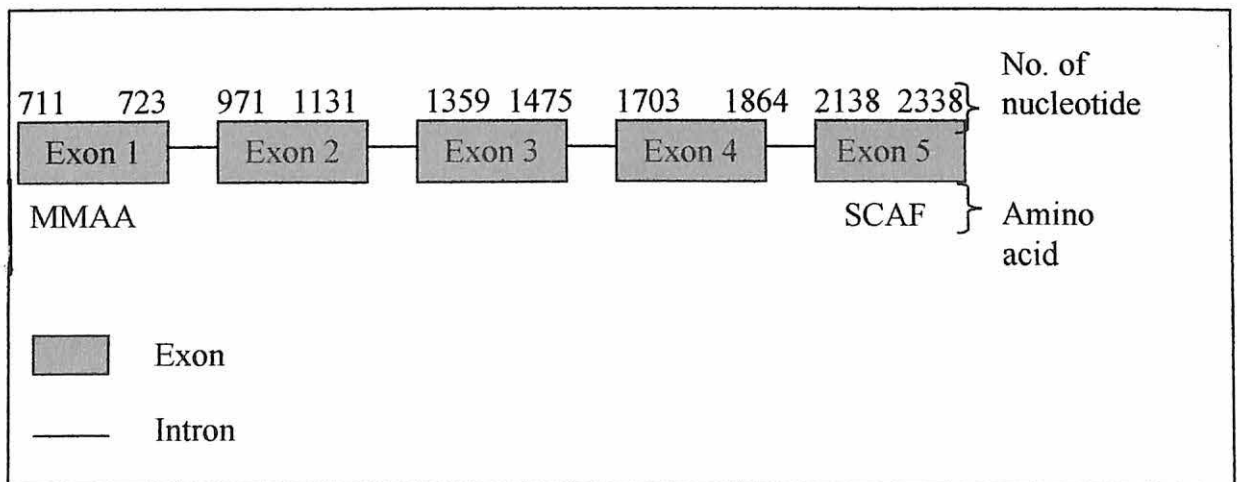 No. of
nucleotide
711 723 971 1131 1359 1475 1703 1864 2138 2338
Exon 1 Exon 2 Exon 3 Exon 4 Exon 5
MMAA SCAF Amino
acid
Exon
Intron